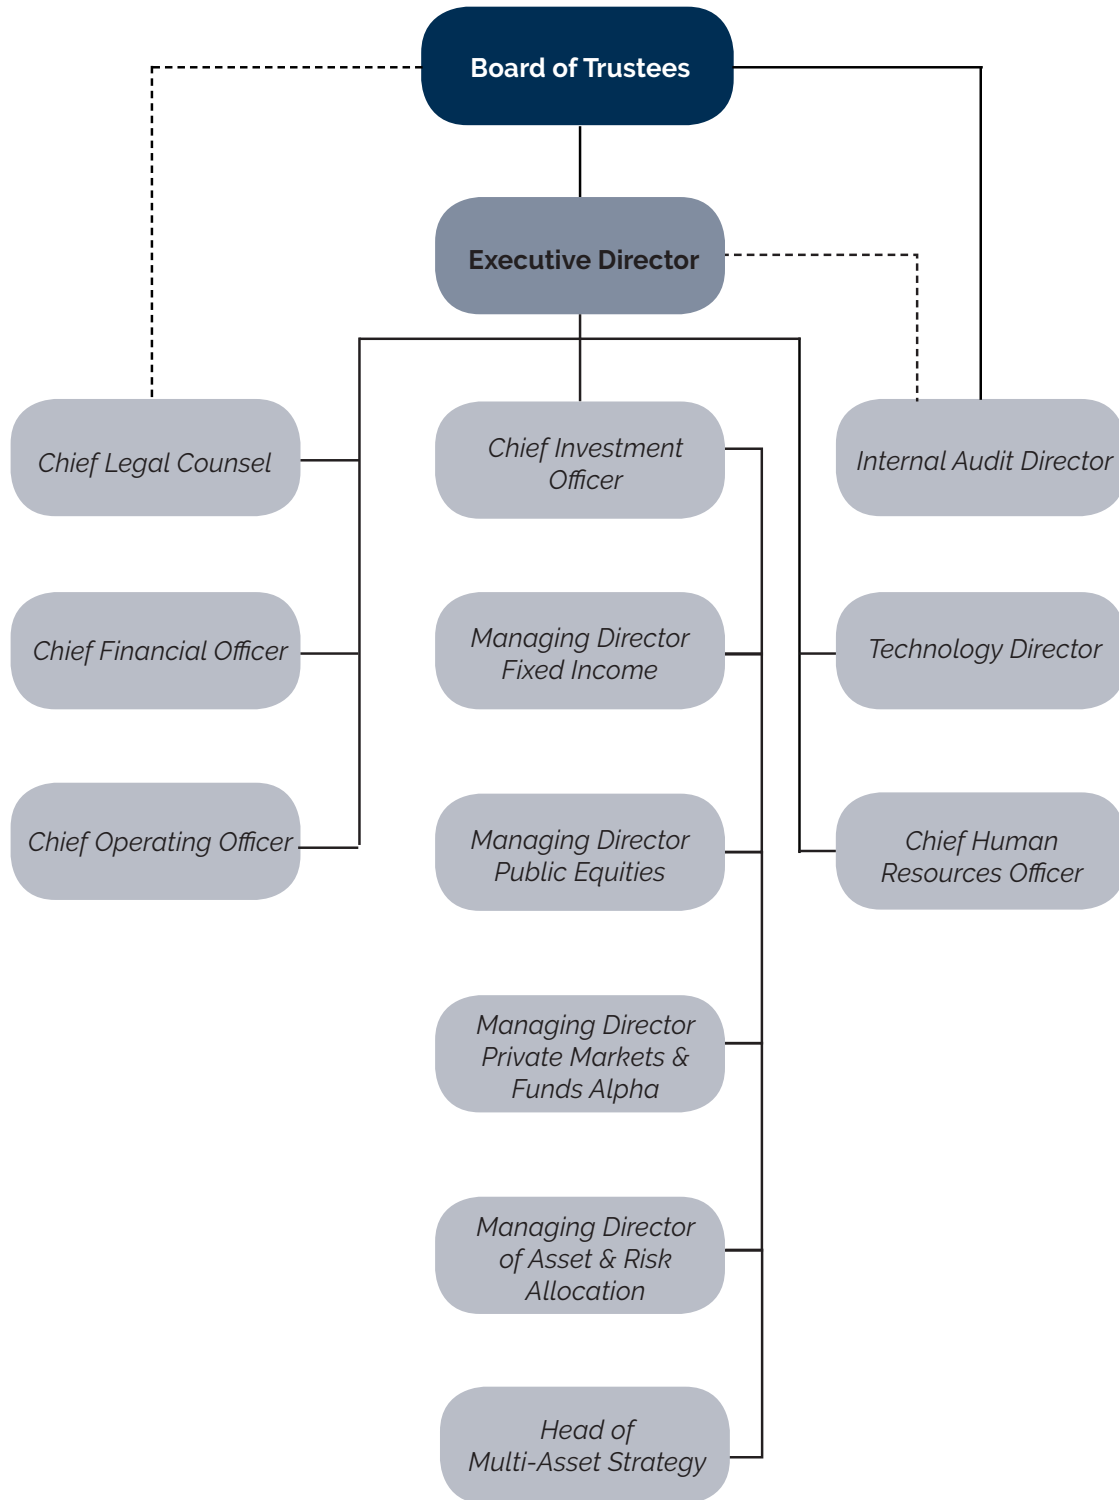 Board of Trustees
Executive Director
Chief Legal Counsel
Chief Investment
Officer
Internal Audit Director
Chief Financial Officer
Managing Director
Fixed Income
Technology Director
Chief Operating Officer
Managing Director
Public Equities
Chief Human
Resources Officer
Managing Director
Private Markets &
Funds Alpha
Managing Director
of Asset & Risk
Allocation
Head of
Multi-Asset Strategy